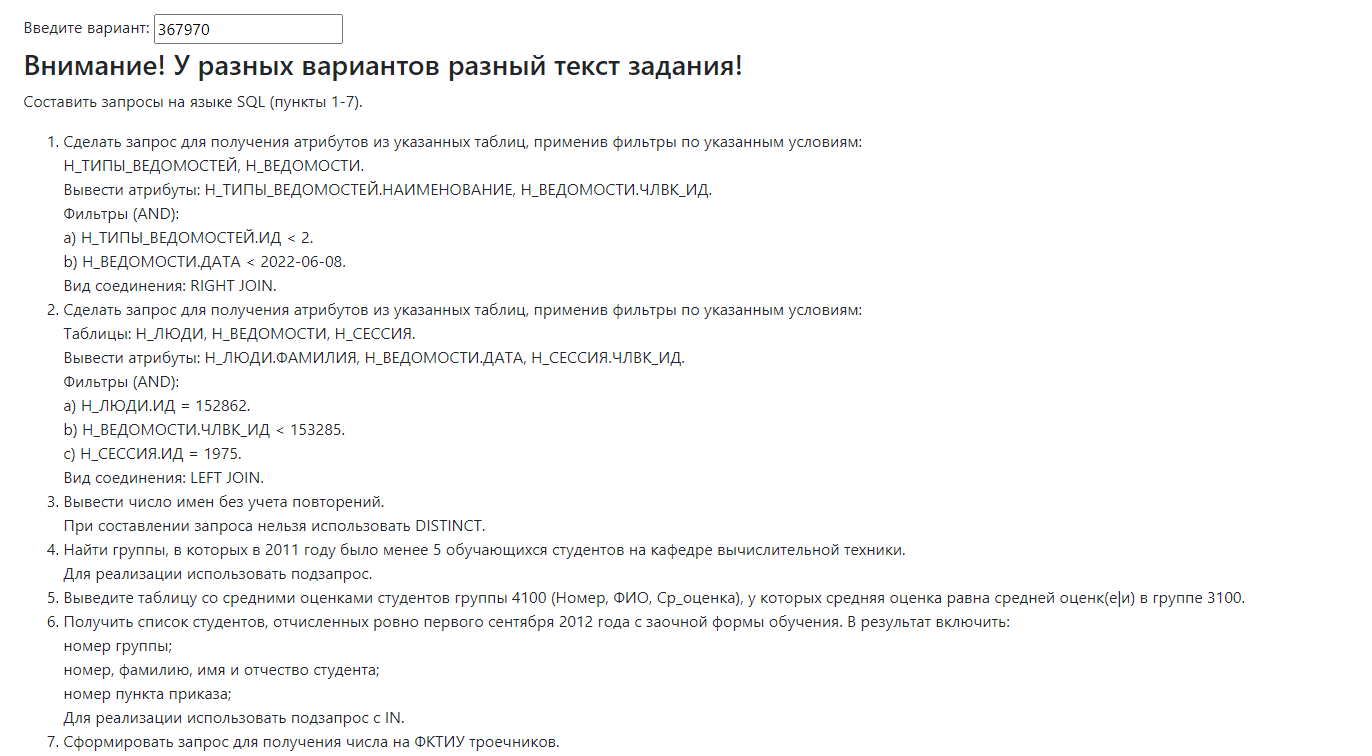 Введите вариант: 367970
Внимание! У разных вариантов разный текст задания!
Составить запросы на языке SQL (пункты 1-7).
1. Сделать запрос для получения атрибутов из указанных таблиц, применив фильтры по указанным условиям:
Н_ТИПЫ_ВЕДОМОСТЕЙ, Н_ВЕДОМОСТИ.
Вывести атрибуты: Н_ТИПЫ_ВЕДОМОСТЕЙ.НАИМЕНОВАНИЕ, Н_ВЕДОМОСТИ.ЧЛВК_ИД.
Фильтры (AND):
a) Н_ТИПЫ_ВЕДОМОСТЕЙ.ИД < 2.
b) Н_ВЕДОМОСТИ.ДАТА < 2022-06-08.
Вид соединения: RIGHT JOIN.
2. Сделать запрос для получения атрибутов из указанных таблиц, применив фильтры по указанным условиям:
Таблицы: Н_ЛЮДИ, Н_ВЕДОМОСТИ, Н_СЕССИЯ.
Вывести атрибуты: Н_ЛЮДИ.ФАМИЛИЯ, Н_ВЕДОМОСТИ.ДАТА, Н_СЕССИЯ.ЧЛВК_ИД.
Фильтры (AND):
a) Н_ЛЮДИ.ИД = 152862.
b) Н_ВЕДОМОСТИ.ЧЛВК_ИД < 153285.
c) Н_СЕССИЯ.ИД = 1975.
Вид соединения: LEFT JOIN.
3. Вывести число имен без учета повторений.
При составлении запроса нельзя использовать DISTINCT.
4. Найти группы, в которых в 2011 году было менее 5 обучающихся студентов на кафедре вычислительной техники.
Для реализации использовать подзапрос.
5. Выведите таблицу со средними оценками студентов группы 4100 (Номер, ФИО, Ср_оценка), у которых средняя оценка равна средней оценк(е|и) в группе 3100.
6. Получить список студентов, отчисленных ровно первого сентября 2012 года с заочной формы обучения. В результат включить:
номер группы;
номер, фамилию, имя и отчество студента;
номер пункта приказа;
Для реализации использовать подзапрос с IN.
7. Сформировать запрос для получения числа на ФКТИУ троечников.